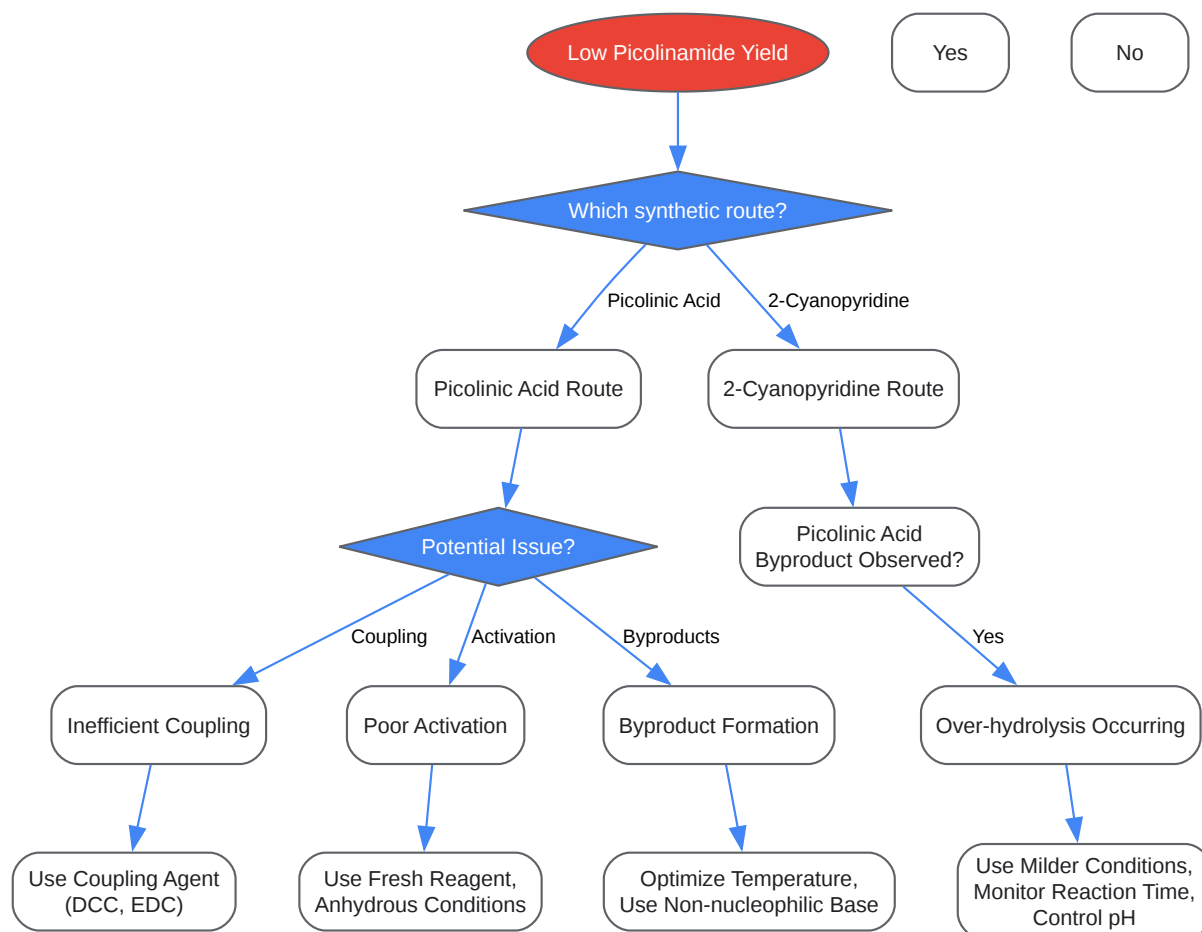 Low Picolinamide Yield
Yes
No
Which synthetic route?
Picolinic Acid
2-Cyanopyridine
Picolinic Acid Route
2-Cyanopyridine Route
Potential Issue?
Picolinic Acid
Byproduct Observed?
Coupling
Activation
Byproducts
Yes
Inefficient Coupling
Poor Activation
Byproduct Formation
Over-hydrolysis Occurring
Use Coupling Agent
(DCC, EDC)
Use Fresh Reagent,
Anhydrous Conditions
Optimize Temperature,
Use Non-nucleophilic Base
Use Milder Conditions,
Monitor Reaction Time,
Control pH